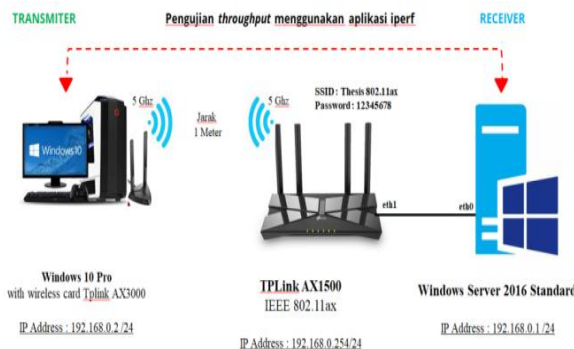 TRANSMITER
Pengujian throughput menggunakan aplikasi iperf
RECEIVER
5 Ghz
Jarak
1 Meter
5 Ghz
SSID : Thesis 802.11ax
Password : 12345678
Windows10
eth1
eth0
Windows 10 Pro
with wireless card Tplink AX3000
IP Address : 192.168.0.2 /24
TPLink AX1500
IEEE 802.11ax
IP Address : 192.168.0.254/24
Windows Server 2016 Standard
IP Address : 192.168.0.1 /24